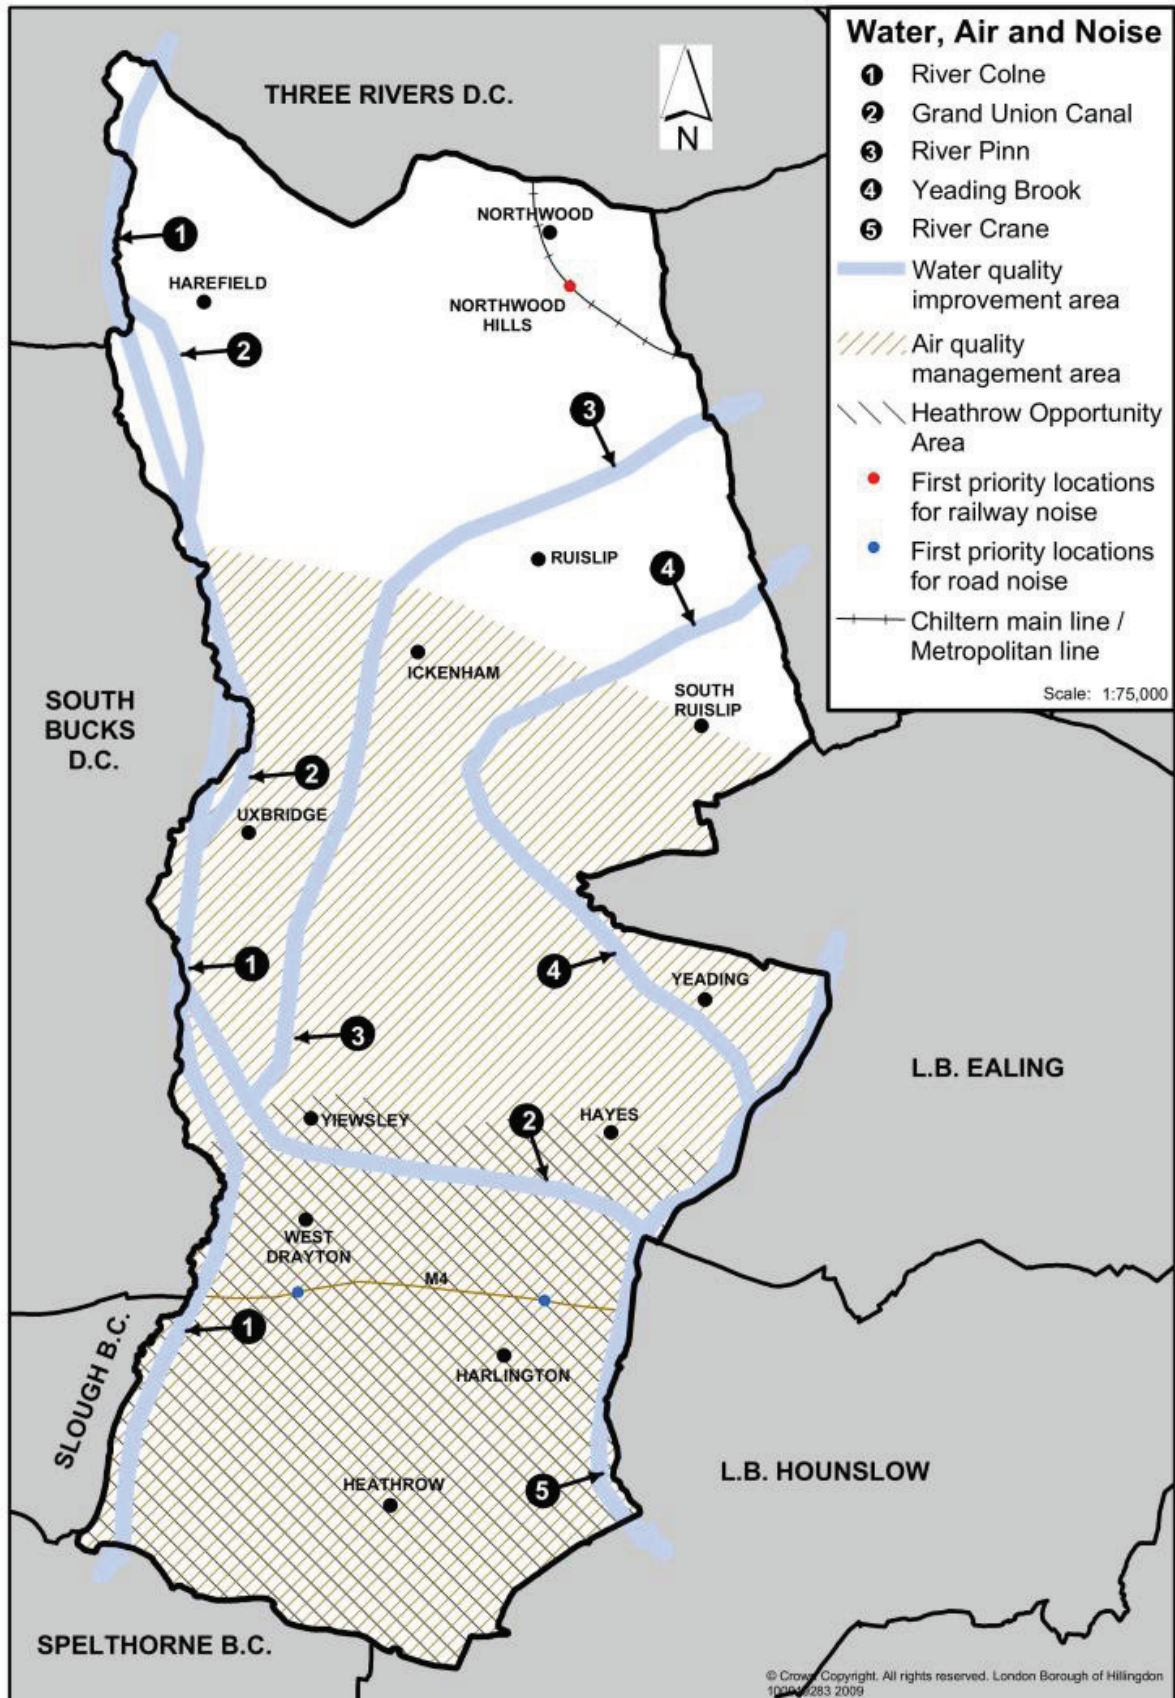 Water, Air and Noise
1 River Colne
2 Grand Union Canal
3 River Pinn
4 Yeading Brook
5 River Crane
Water quality
improvement area
Air quality
management area
Heathrow Opportunity
Area
First priority locations
for railway noise
First priority locations
for road noise
Chiltern main line /
Metropolitan line
Scale: 1:75,000
THREE RIVERS D.C.
N
NORTHWOOD
1
HAREFIELD
NORTHWOOD
HILLS
2
3
RUISLIP
4
ICKENHAM
SOUTH
RUISLIP
SOUTH
BUCKS
D.C.
2
UXBRIDGE
1
4
YEADING
3
L.B. EALING
YIEWSLEY
2
HAYES
WEST
DRAYTON
M4
1
SLOUGH B.C.
HARLINGTON
HEATHROW
5
L.B. HOUNSLOW
SPELTHORNE B.C.
© Crown Copyright. All rights reserved. London Borough of Hillingdon
2009